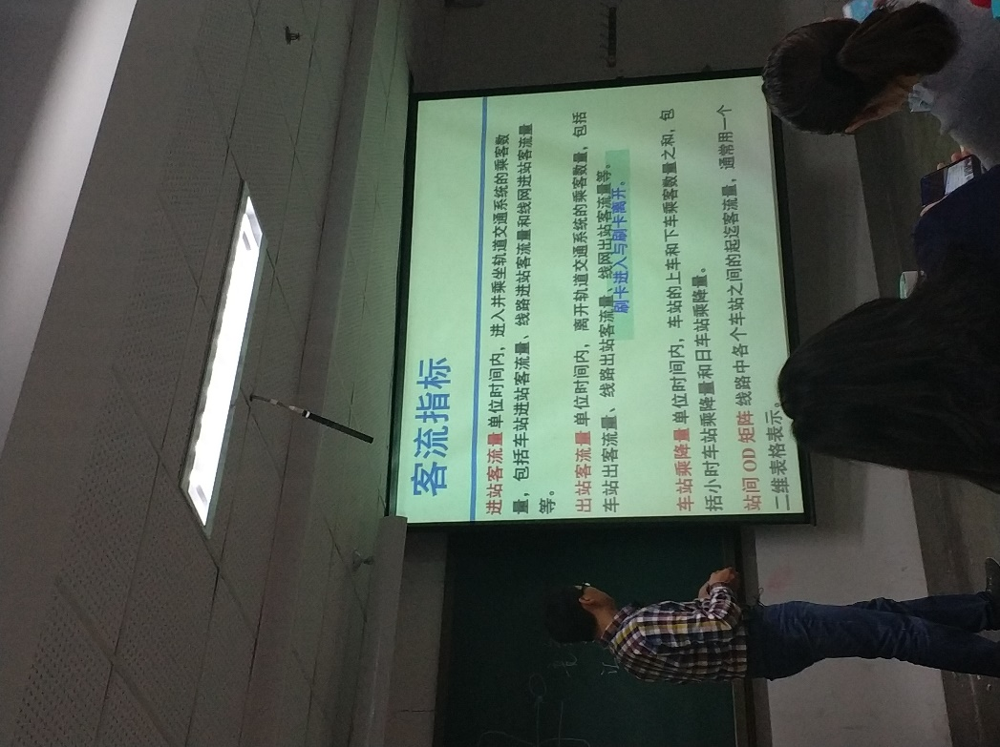 客流指标
进站客流量 单位时间内，进入并乘坐轨道交通系统的乘客数
量，包括车站进站客流量、线路进站客流量和线网进站客流量
等。
出站客流量 单位时间内，离开轨道交通系统的乘客数量，包括
车站出客流量、线路出站客流量、线网出站客流量等。
刷卡进入与刷卡离开。
车站乘降量 单位时间内，车站的上车和下车乘客数量之和，包
括小时车站乘降量和日车站乘降量。
站间 OD 矩阵 线路中各个车站之间的起讫客流量，通常用一个
二维表格表示。